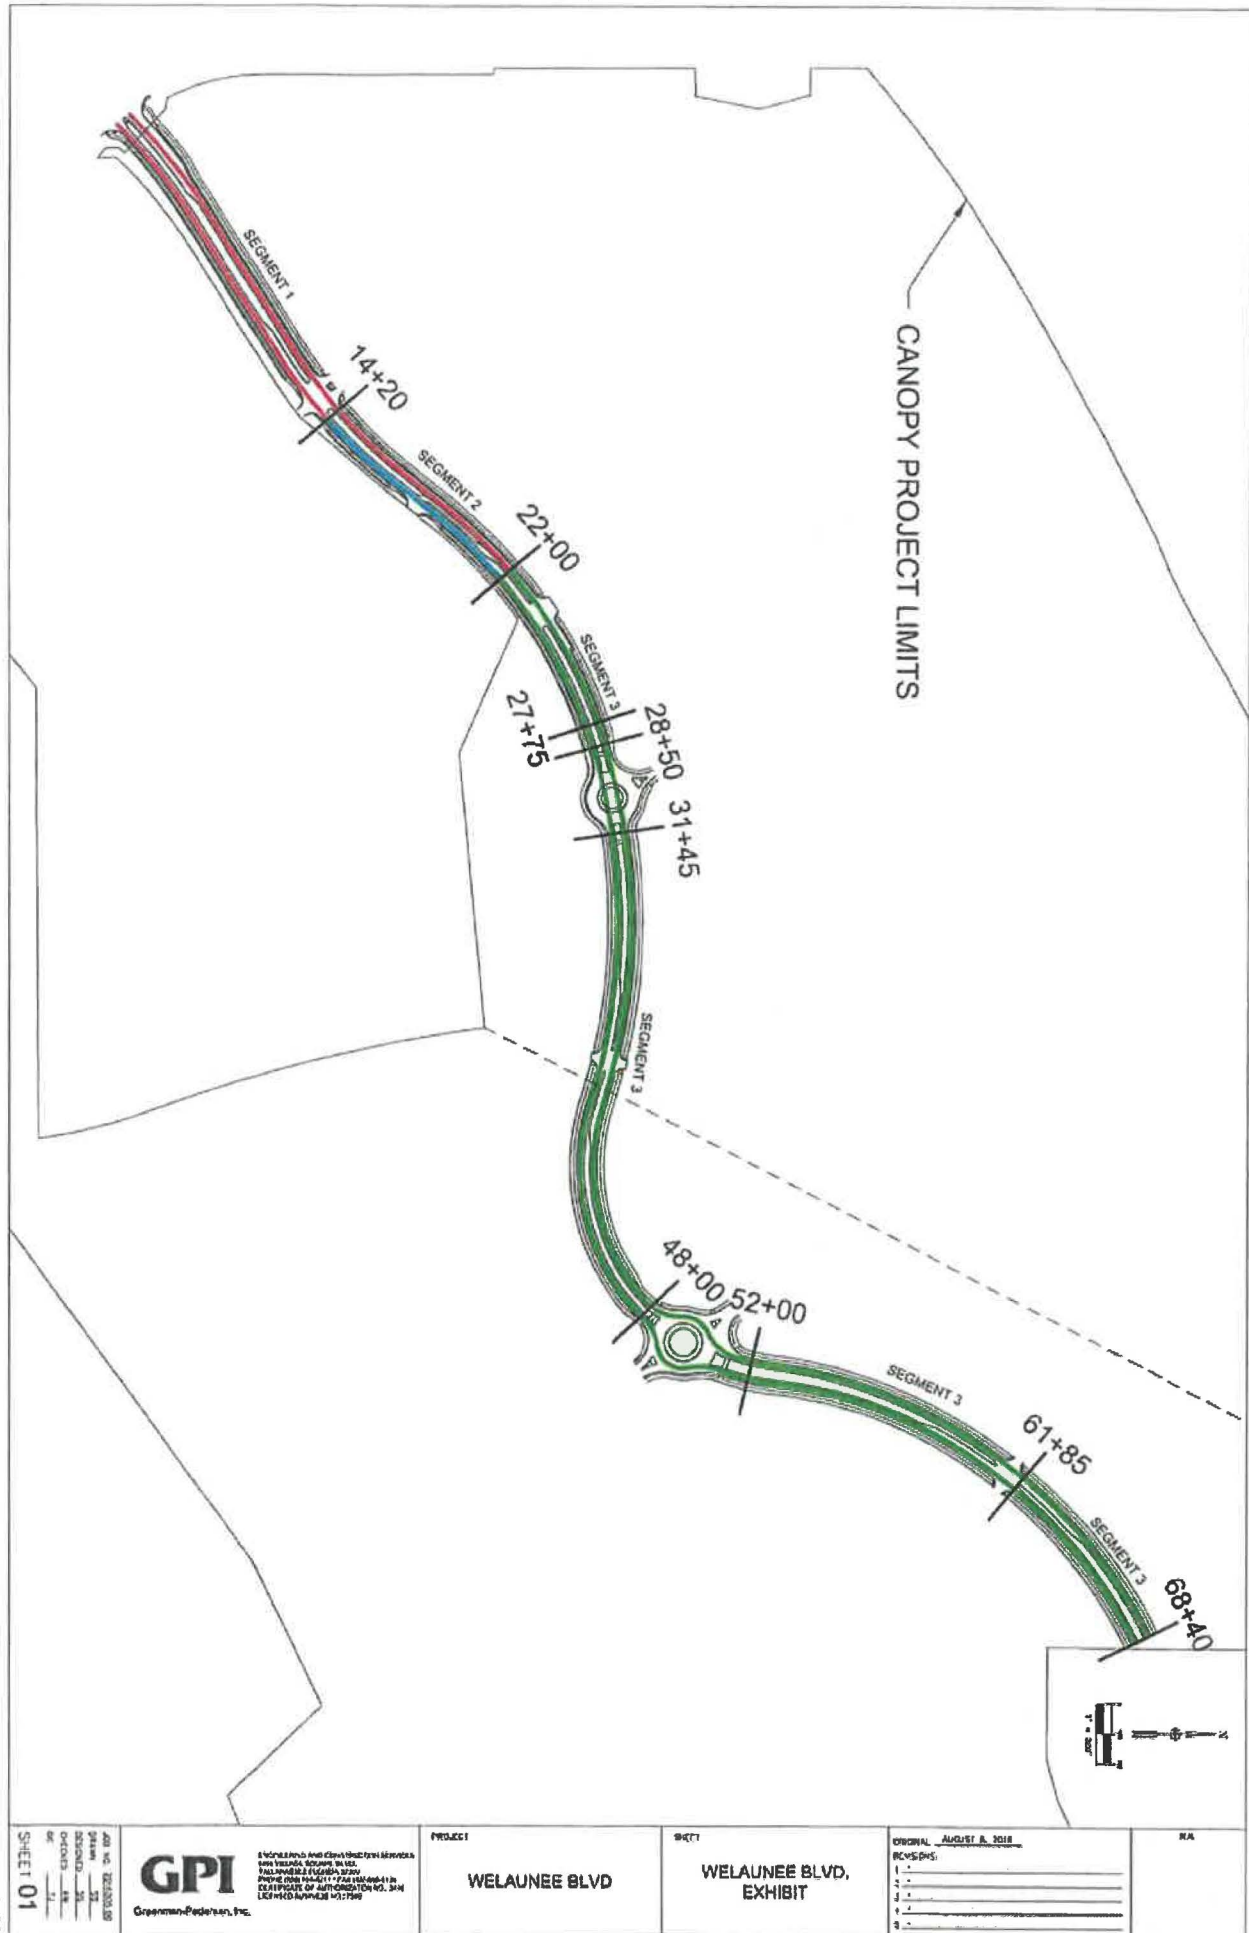 SEGMENT 1
14+20
SEGMENT 2
22+00
CANOPY PROJECT LIMITS
SEGMENT 3
27+75
28+50
31+45
SEGMENT 3
48+00
52+00
SEGMENT 3
61+85
SEGMENT 3
68+40
SHEET 01
GPI
Greenman-Pedersen, Inc.
PROJECT
WELAUNEE BLVD
SHEET
WELAUNEE BLVD,
EXHIBIT
ORIGINAL AUGUST 8, 2018
REVISIONS: